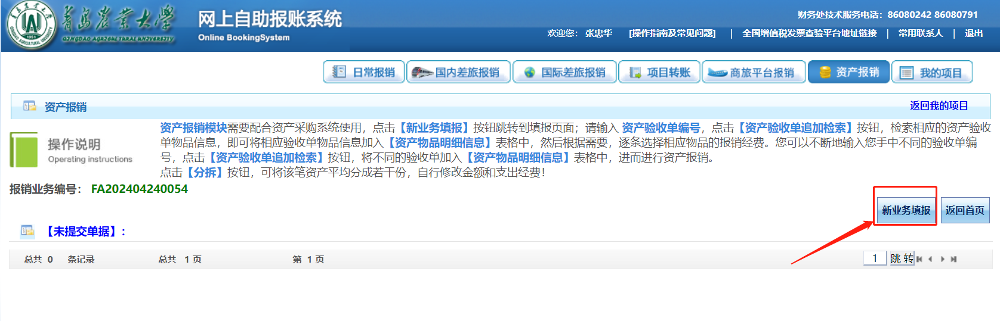 青岛农业大学
QINGDAO AGRICULTURAL UNIVERSITY
1951
网上自助报账系统
Online BookingSystem
财务处技术服务电话：86080242 86080791
欢迎您： 张忠华 [操作指南及常见问题] | 全国增值税发票查验平台地址链接 | 常用联系人 | 退出
日常报销 国内差旅报销 国际差旅报销 项目转账 商旅平台报销 资产报销 我的项目
资产报销 返回我的项目
操作说明
Operating instructions
资产报销模块需要配合资产采购系统使用，点击【新业务填报】按钮跳转到填报页面；请输入 资产验收单编号，点击【资产验收单追加检索】按钮，检索相应的资产验收
单物品信息，即可将相应验收单物品信息加入【资产物品明细信息】表格中，然后根据需要，逐条选择相应物品的报销经费。您可以不断地输入您手中不同的验收单编
号，点击【资产验收单追加检索】按钮，将不同的验收单加入【资产物品明细信息】表格中，进而进行资产报销。
点击【分拆】按钮，可将该笔资产平均分成若干份，自行修改金额和支出经费！
报销业务编号： FA202404240054
新业务填报 返回首页
【未提交单据】：
总共 0 条记录 总共 1 页 第 1 页 1 跳 转